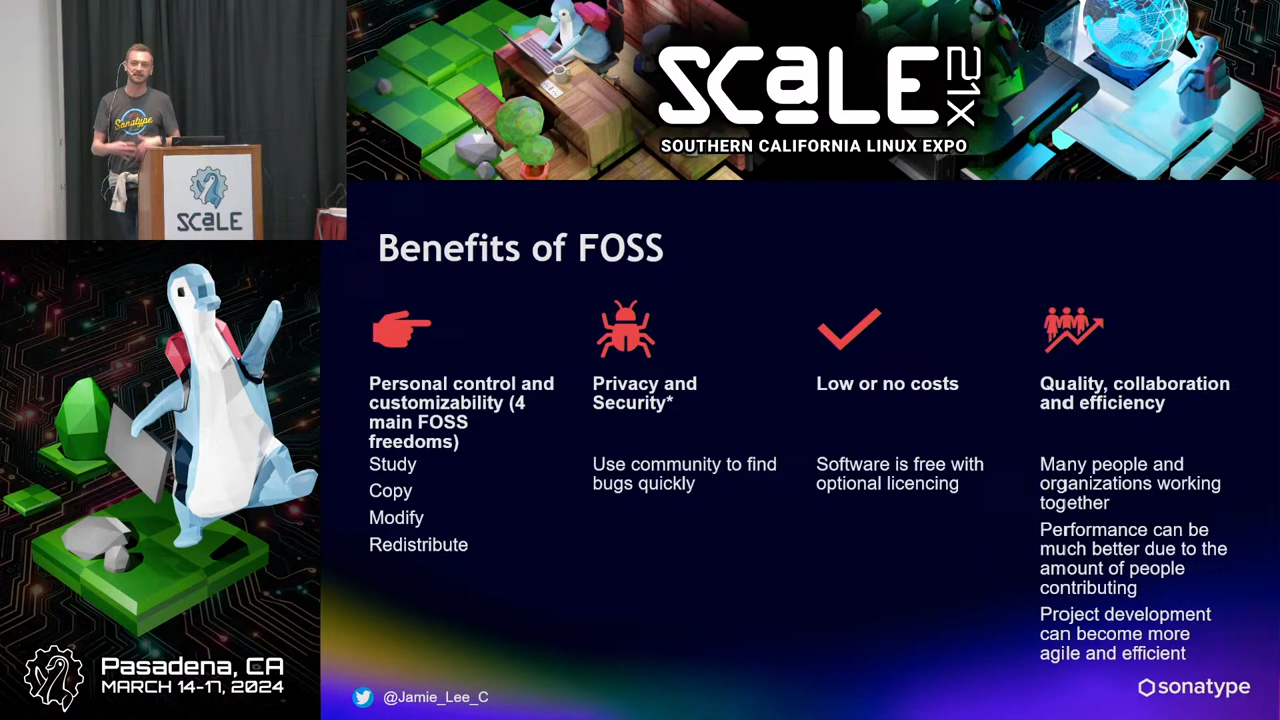 Sonatype
SCaLE
SCaLE 21x
SOUTHERN CALIFORNIA LINUX EXPO
Benefits of FOSS
Personal control and
customizability (4
main FOSS
freedoms)
Study
Copy
Modify
Redistribute
Privacy and
Security*
Use community to find
bugs quickly
Low or no costs
Software is free with
optional licencing
Quality, collaboration
and efficiency
Many people and
organizations working
together
Performance can be
much better due to the
amount of people
contributing
Project development
can become more
agile and efficient
@Jamie_Lee_C
sonatype
Pasadena, CA
MARCH 14-17, 2024